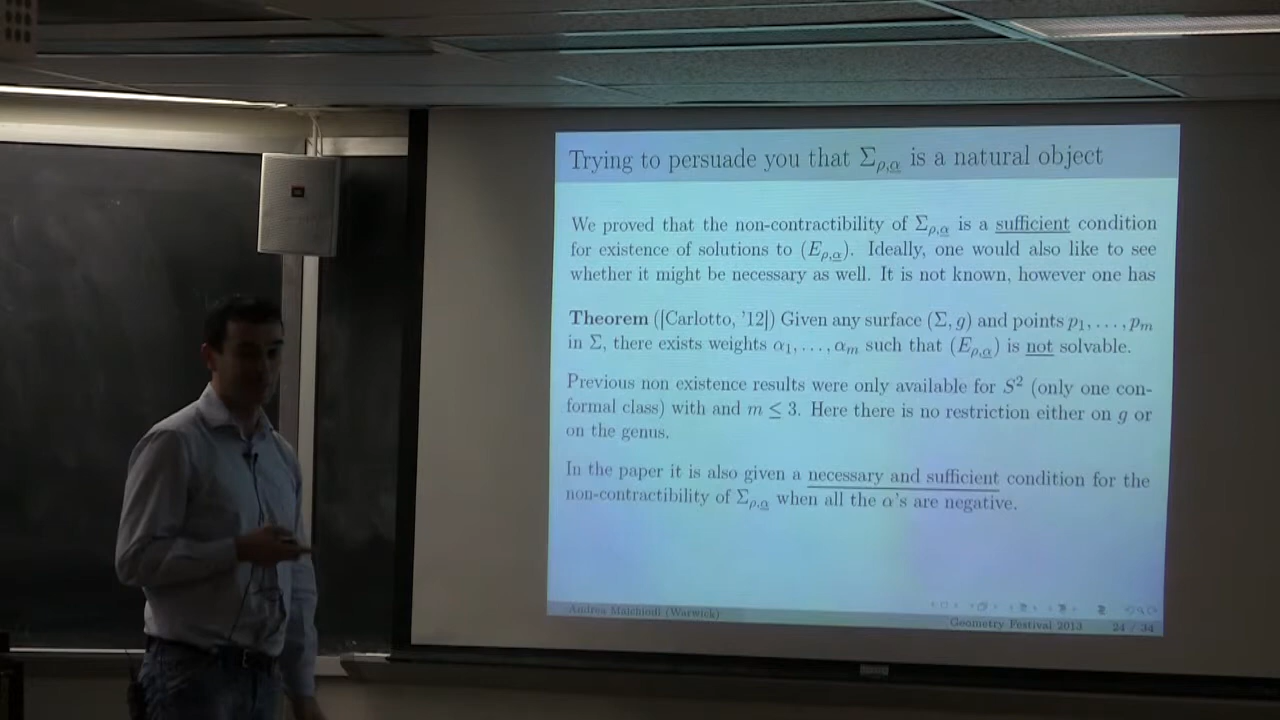 Trying to persuade you that Σ_{ρ,α̲} is a natural object
We proved that the non-contractibility of Σ_{ρ,α̲} is a sufficient condition
for existence of solutions to (E_{ρ,α̲}). Ideally, one would also like to see
whether it might be necessary as well. It is not known, however one has
Theorem ([Carlotto, '12]) Given any surface (Σ, g) and points p₁, . . . , pₘ
in Σ, there exists weights α₁, . . . , αₘ such that (E_{ρ,α̲}) is not solvable.
Previous non existence results were only available for S² (only one con-
formal class) with and m ≤ 3. Here there is no restriction either on g or
on the genus.
In the paper it is also given a necessary and sufficient condition for the
non-contractibility of Σ_{ρ,α̲} when all the α's are negative.
Andrea Malchiodi (Warwick)
Geometry Festival 2013 24 / 34